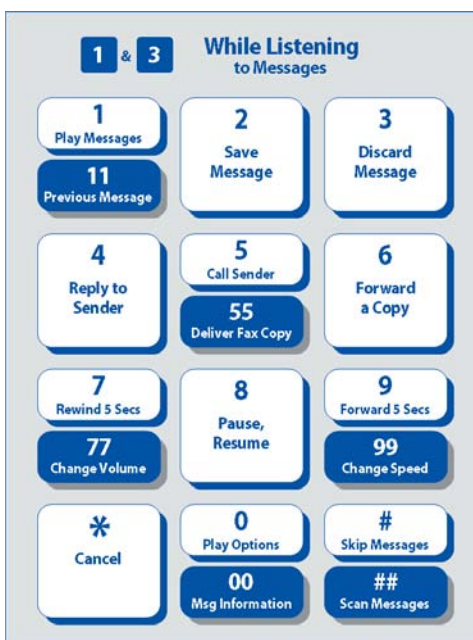 1 & 3 While Listening
to Messages
1
Play Messages
11
Previous Message
2
Save
Message
3
Discard
Message
4
Reply to
Sender
5
Call Sender
55
Deliver Fax Copy
6
Forward
a Copy
7
Rewind 5 Secs
77
Change Volume
8
Pause,
Resume
9
Forward 5 Secs
99
Change Speed
*
Cancel
0
Play Options
00
Msg Information
#
Skip Messages
##
Scan Messages